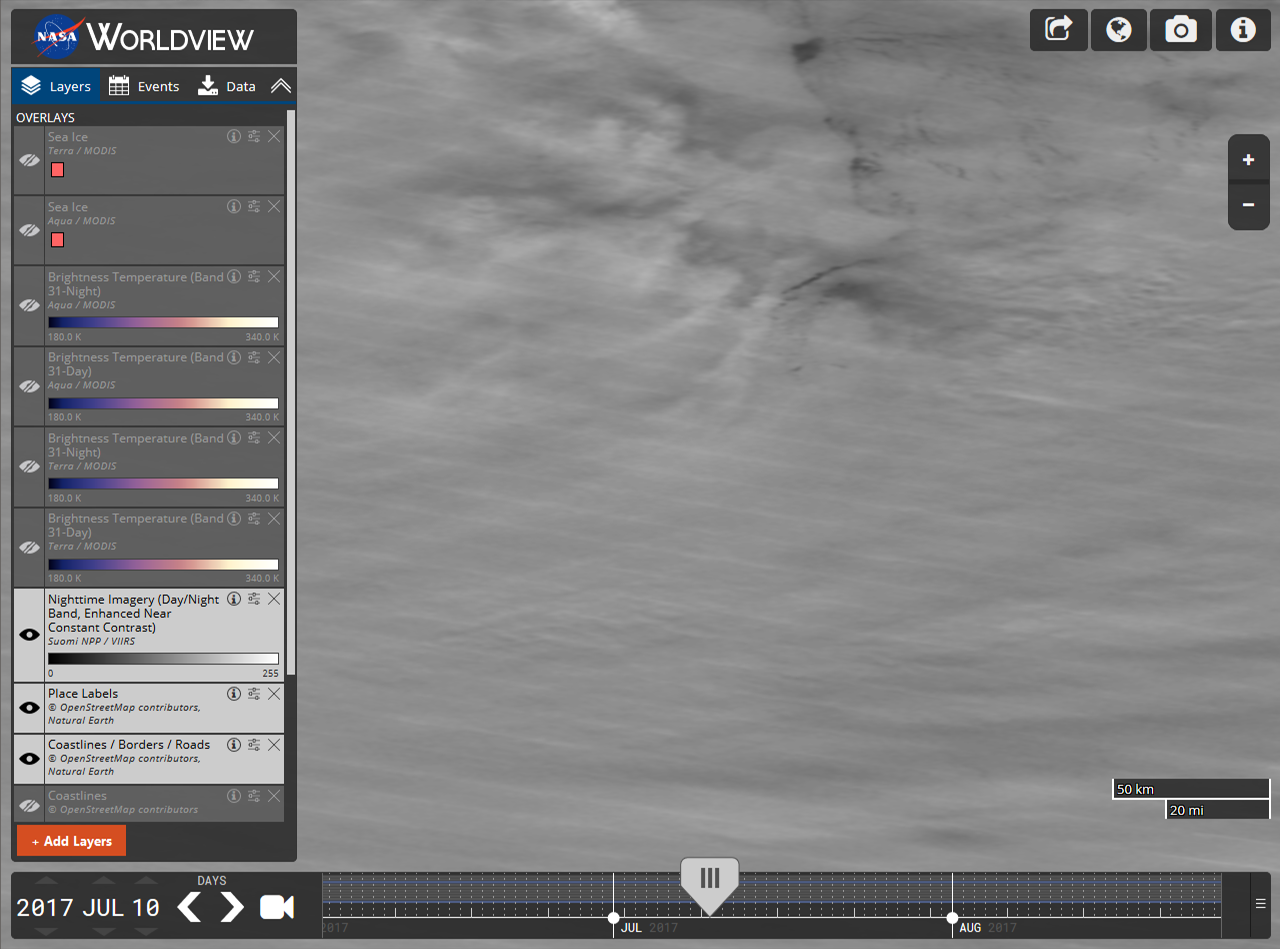 NASA WORLDVIEW
Layers Events Data
OVERLAYS
Sea Ice
Terra / MODIS
Sea Ice
Aqua / MODIS
Brightness Temperature (Band
31-Night)
Aqua / MODIS
180.0 K 340.0 K
Brightness Temperature (Band
31-Day)
Aqua / MODIS
180.0 K 340.0 K
Brightness Temperature (Band
31-Night)
Terra / MODIS
180.0 K 340.0 K
Brightness Temperature (Band
31-Day)
Terra / MODIS
180.0 K 340.0 K
Nighttime Imagery (Day/Night
Band, Enhanced Near
Constant Contrast)
Suomi NPP / VIIRS
0 255
Place Labels
© OpenStreetMap contributors,
Natural Earth
Coastlines / Borders / Roads
© OpenStreetMap contributors,
Natural Earth
Coastlines
© OpenStreetMap contributors
+ Add Layers
50 km
20 mi
DAYS
2017 JUL 10
2017 JUL 2017 AUG 2017